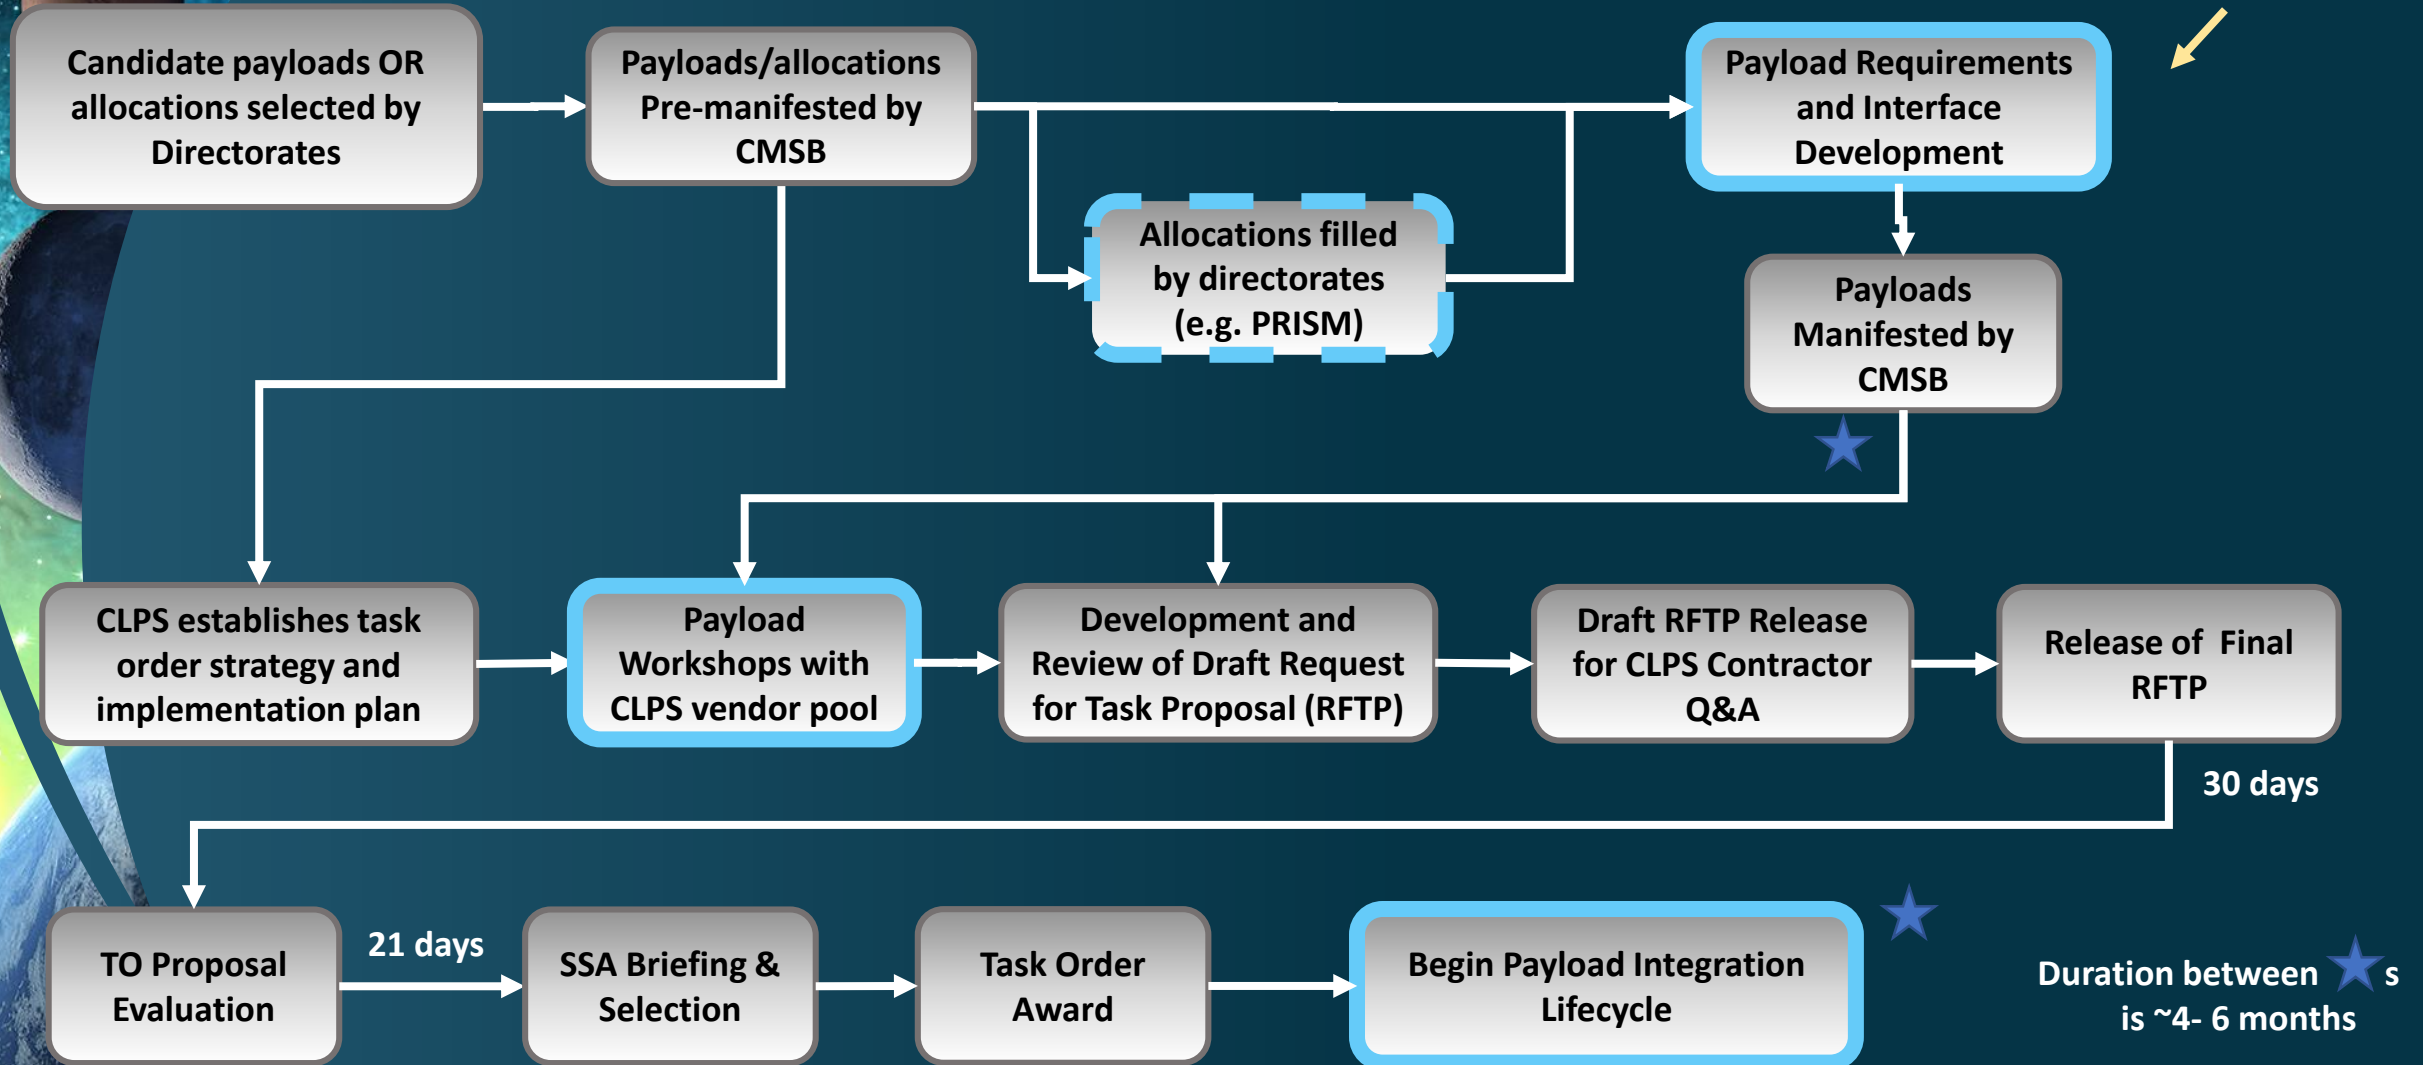 Candidate payloads OR
allocations selected by
Directorates
Payloads/allocations
Pre-manifested by
CMSB
Payload Requirements
and Interface
Development
Allocations filled
by directorates
(e.g. PRISM)
Payloads
Manifested by
CMSB
CLPS establishes task
order strategy and
implementation plan
Payload
Workshops with
CLPS vendor pool
Development and
Review of Draft Request
for Task Proposal (RFTP)
Draft RFTP Release
for CLPS Contractor
Q&A
Release of Final
RFTP
30 days
TO Proposal
Evaluation
21 days
SSA Briefing &
Selection
Task Order
Award
Begin Payload Integration
Lifecycle
Duration between s
is ~4- 6 months